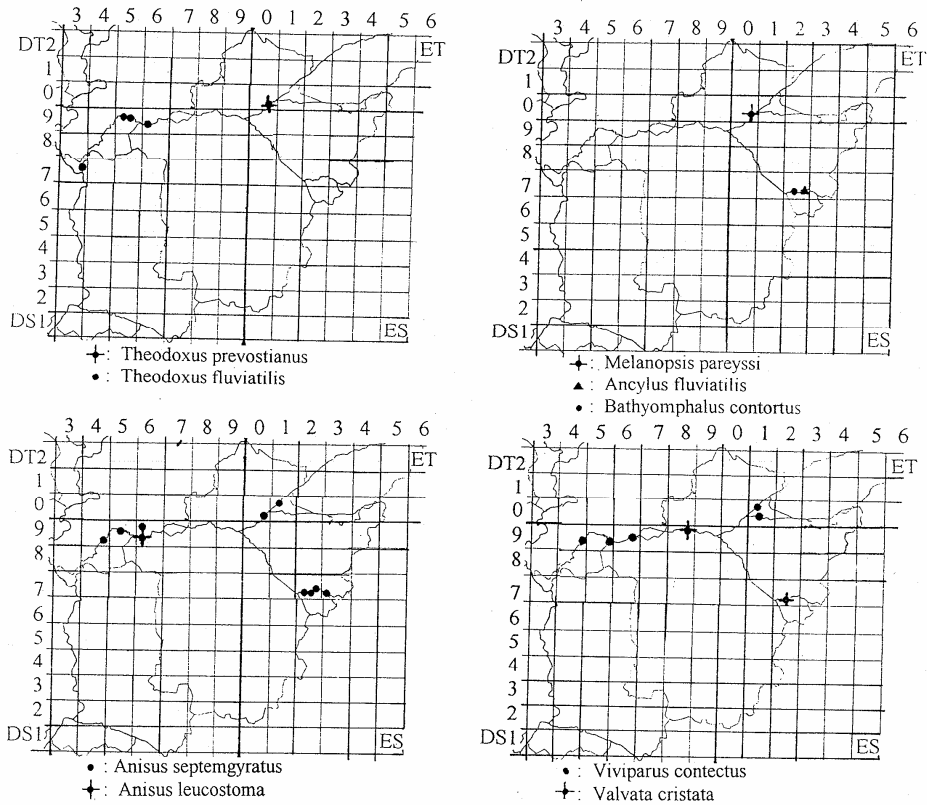 3 4 5 6 7 8 9 0 1 2 3 4 5 6
DT2 ET
1
0
9
8
7
6
5
4
3
2
DS1 ES
: Theodoxus prevostianus
: Theodoxus fluviatilis
3 4 5 6 7 8 9 0 1 2 3 4 5 6
DT2 ET
1
0
9
8
7
6
5
4
3
2
DS1 ES
: Melanopsis pareyssi
: Ancylus fluviatilis
: Bathyomphalus contortus
3 4 5 6 7 8 9 0 1 2 3 4 5 6
DT2 ET
1
0
9
8
7
6
5
4
3
2
DS1 ES
: Anisus septemgyratus
: Anisus leucostoma
3 4 5 6 7 8 9 0 1 2 3 4 5 6
DT2 ET
1
0
9
8
7
6
5
4
3
2
DS1 ES
: Viviparus contectus
: Valvata cristata